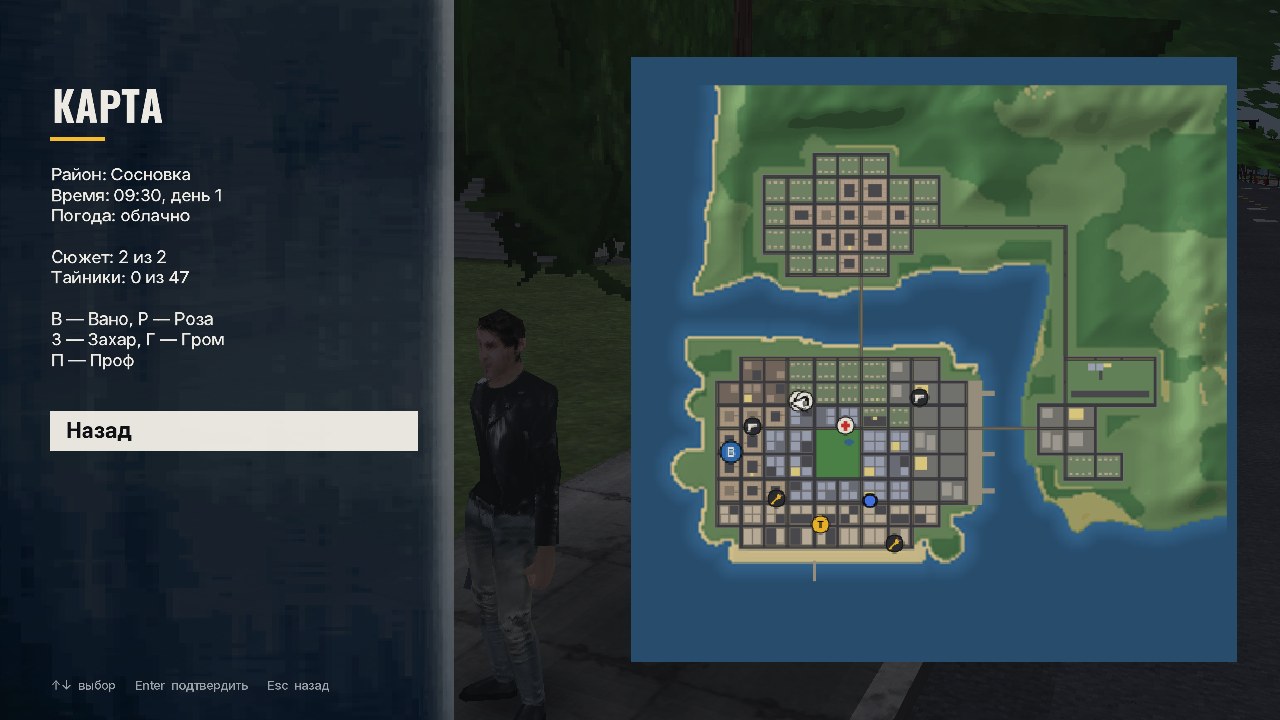 КАРТА
Район: Сосновка
Время: 09:30, день 1
Погода: облачно
Сюжет: 2 из 2
Тайники: 0 из 47
В — Вано, Р — Роза
З — Захар, Г — Гром
П — Проф
Назад
↑↓ выбор Enter подтвердить Esc назад
В
Т